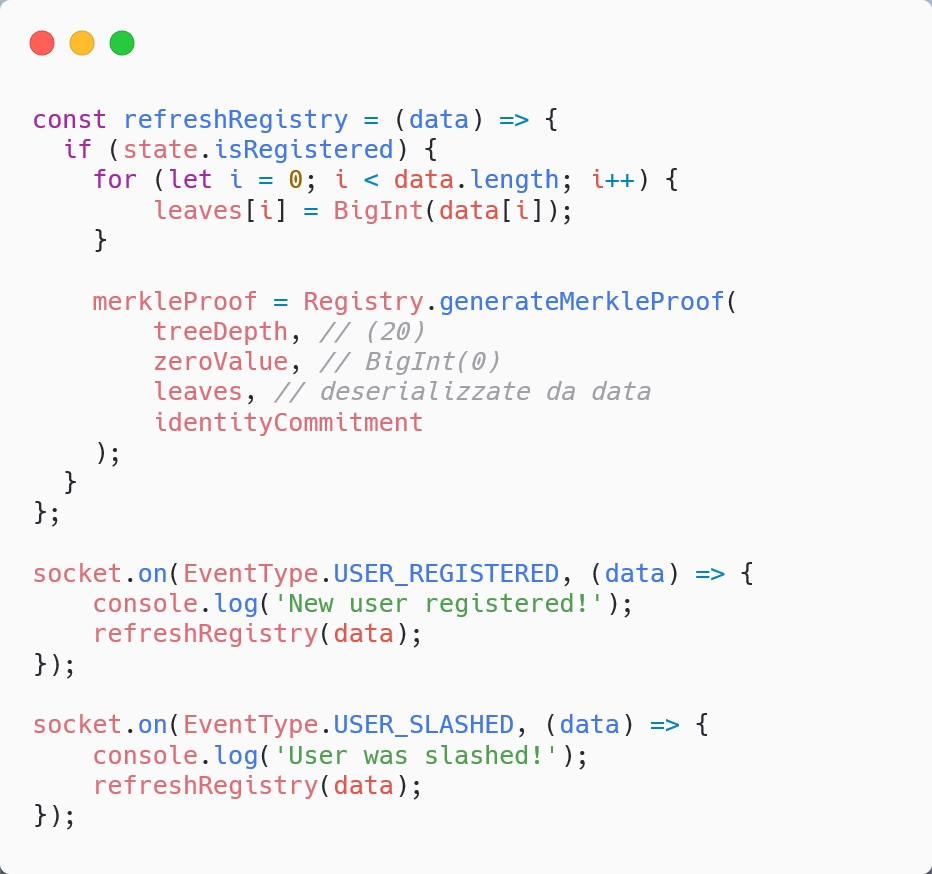 const refreshRegistry = (data) => {
  if (state.isRegistered) {
    for (let i = 0; i < data.length; i++) {
        leaves[i] = BigInt(data[i]);
    }

    merkleProof = Registry.generateMerkleProof(
        treeDepth, // (20)
        zeroValue, // BigInt(0)
        leaves, // deserializzate da data
        identityCommitment
    );
  }
};

socket.on(EventType.USER_REGISTERED, (data) => {
    console.log('New user registered!');
    refreshRegistry(data);
});

socket.on(EventType.USER_SLASHED, (data) => {
    console.log('User was slashed!');
    refreshRegistry(data);
});